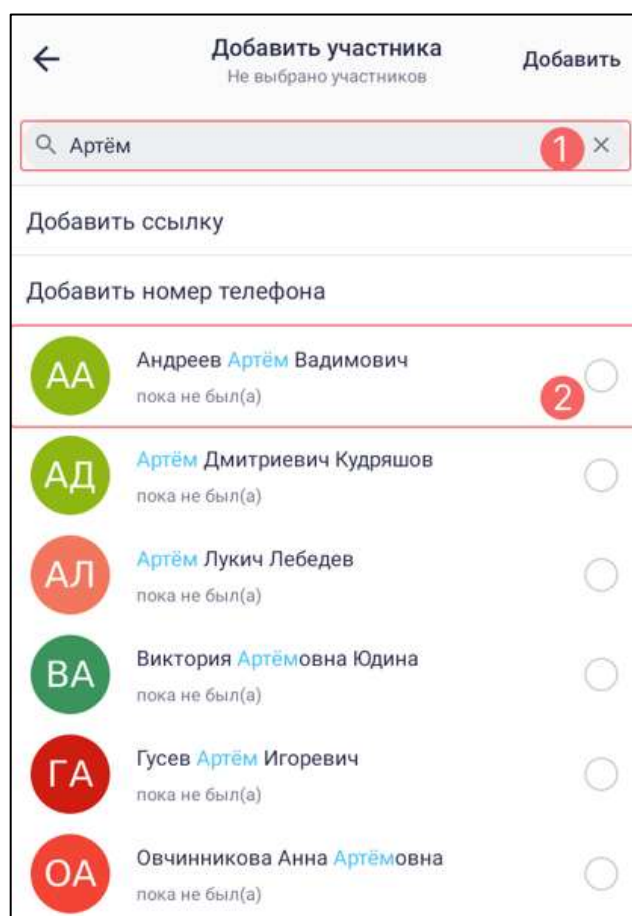 Добавить участника
Не выбрано участников
Добавить
Артём
1
Добавить ссылку
Добавить номер телефона
АА
Андреев Артём Вадимович
пока не был(а)
2
АД
Артём Дмитриевич Кудряшов
пока не был(а)
АЛ
Артём Лукич Лебедев
пока не был(а)
ВА
Виктория Артёмовна Юдина
пока не был(а)
ГА
Гусев Артём Игоревич
пока не был(а)
ОА
Овчинникова Анна Артёмовна
пока не был(а)